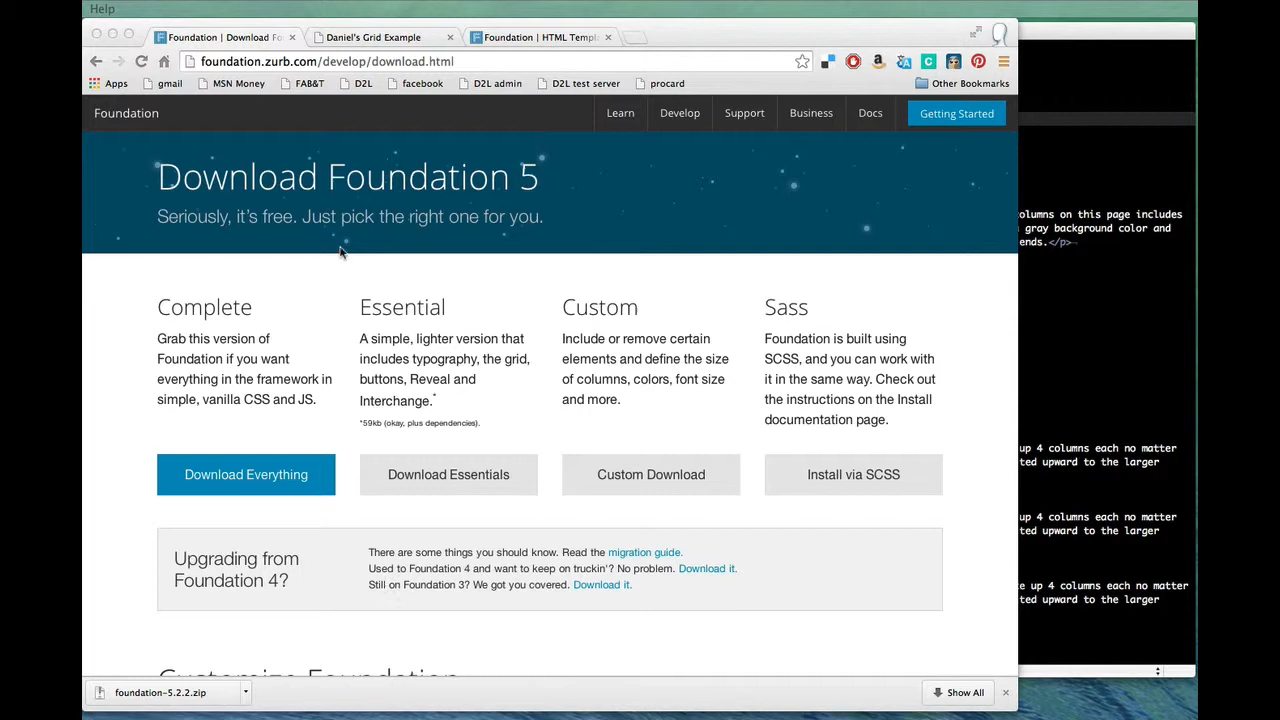 Help
Foundation | Download Fo
Daniel's Grid Example
Foundation | HTML Templ
foundation.zurb.com/develop/download.html
Apps
gmail
MSN Money
FAB&T
D2L
facebook
D2L admin
D2L test server
procard
Other Bookmarks
Foundation
Learn
Develop
Support
Business
Docs
Getting Started
Download Foundation 5
Seriously, it's free. Just pick the right one for you.
Complete
Grab this version of
Foundation if you want
everything in the framework in
simple, vanilla CSS and JS.
Download Everything
Essential
A simple, lighter version that
includes typography, the grid,
buttons, Reveal and
Interchange.*
*59kb (okay, plus dependencies).
Download Essentials
Custom
Include or remove certain
elements and define the size
of columns, colors, font size
and more.
Custom Download
Sass
Foundation is built using
SCSS, and you can work with
it in the same way. Check out
the instructions on the Install
documentation page.
Install via SCSS
Upgrading from
Foundation 4?
There are some things you should know. Read the migration guide.
Used to Foundation 4 and want to keep on truckin'? No problem. Download it.
Still on Foundation 3? We got you covered. Download it.
Customize Foundation
foundation-5.2.2.zip
Show All
olumns on this page includes
gray background color and
ends.</p>
up 4 columns each no matter
ted upward to the larger
up 4 columns each no matter
ted upward to the larger
e up 4 columns each no matter
ted upward to the larger